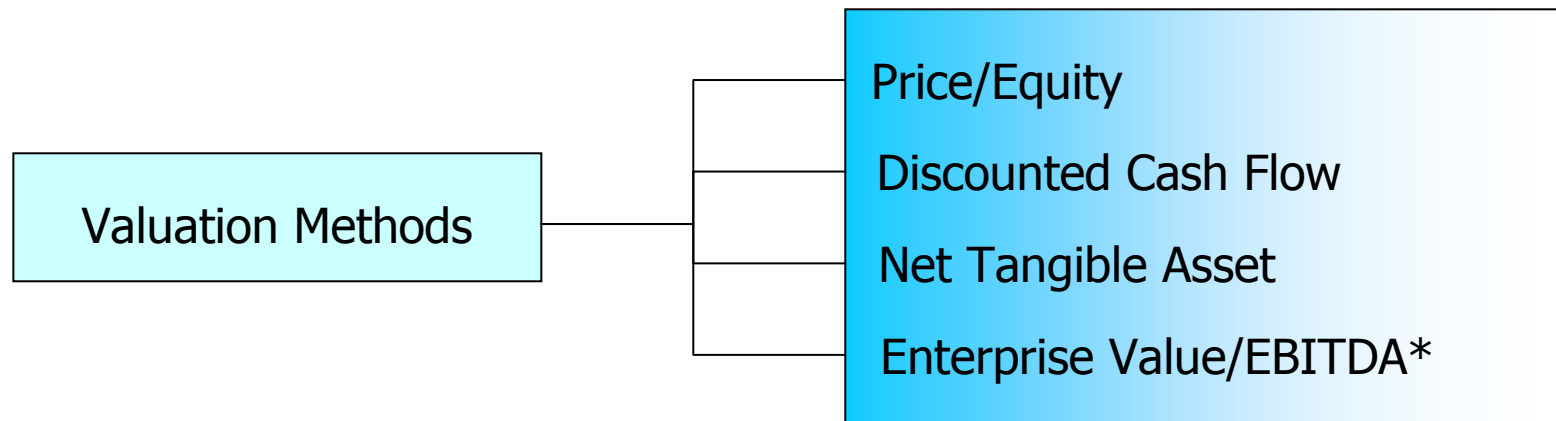 Valuation Methods
Price/Equity
Discounted Cash Flow
Net Tangible Asset
Enterprise Value/EBITDA*